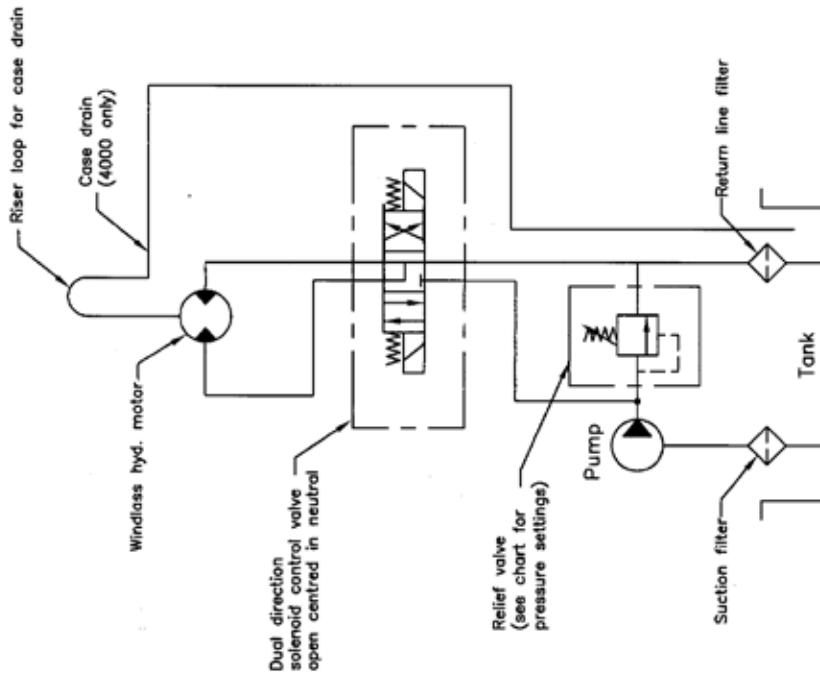 Riser loop for case drain
Case drain
(4000 only)
Windlass hyd. motor
Dual direction
solenoid control valve
open centred in neutral
Relief valve
(see chart for
pressure settings)
Pump
Suction filter
Return line filter
Tank